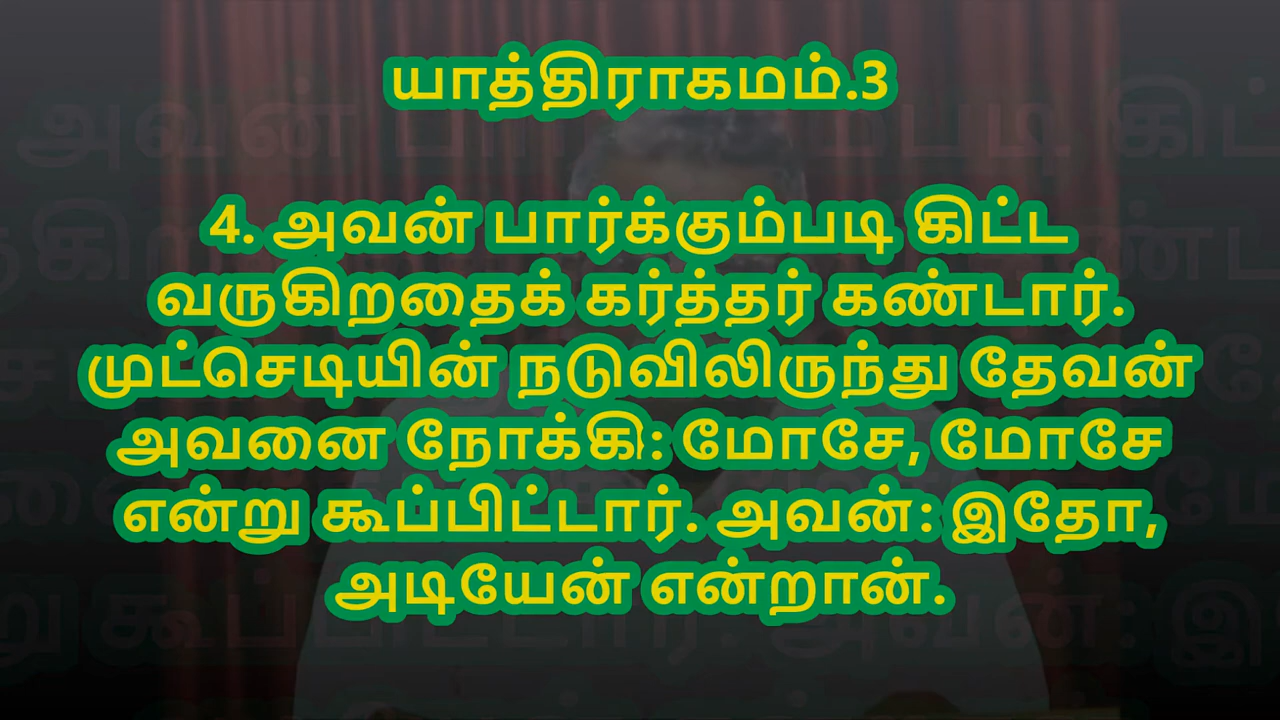 யாத்திராகமம்.3
4. அவன் பார்க்கும்படி கிட்ட
வருகிறதைக் கர்த்தர் கண்டார்.
முட்செடியின் நடுவிலிருந்து தேவன்
அவனை நோக்கி: மோசே, மோசே
என்று கூப்பிட்டார். அவன்: இதோ,
அடியேன் என்றான்.